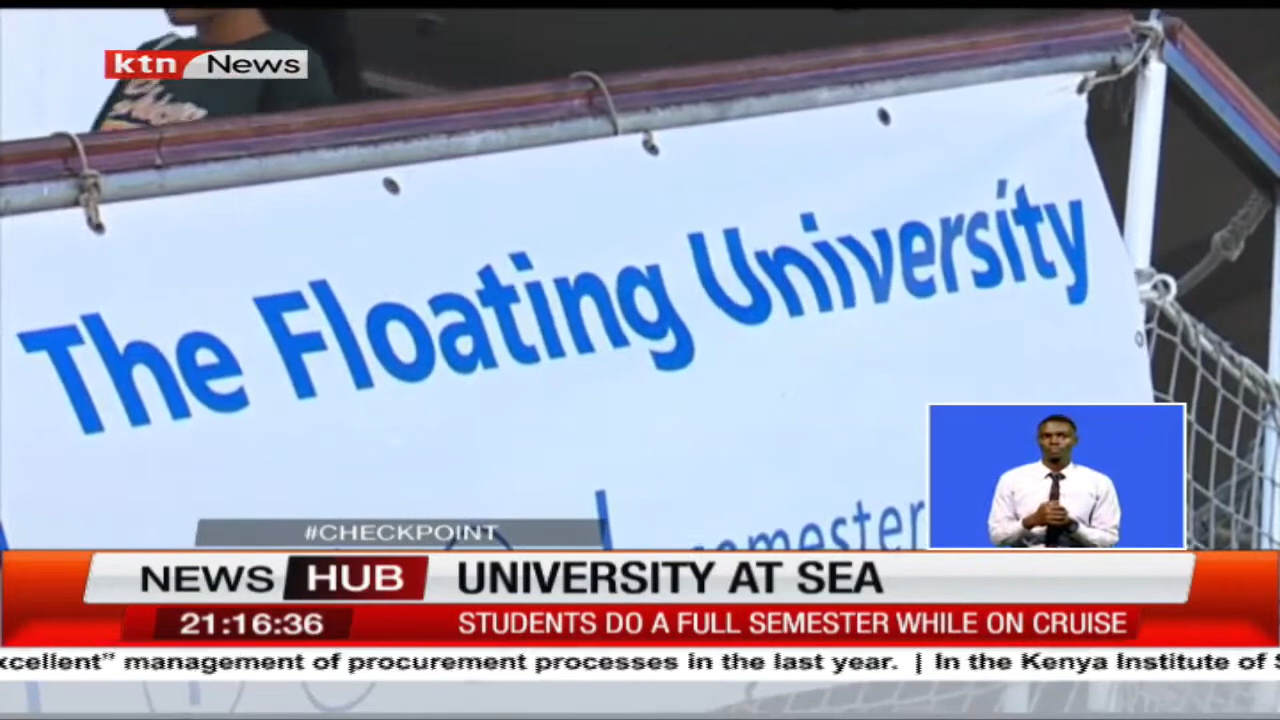 ktn News
The Floating University
semester
#CHECKPOINT
NEWS HUB UNIVERSITY AT SEA
21:16:36 STUDENTS DO A FULL SEMESTER WHILE ON CRUISE
management of procurement processes in the last year. | In the Kenya Institute of